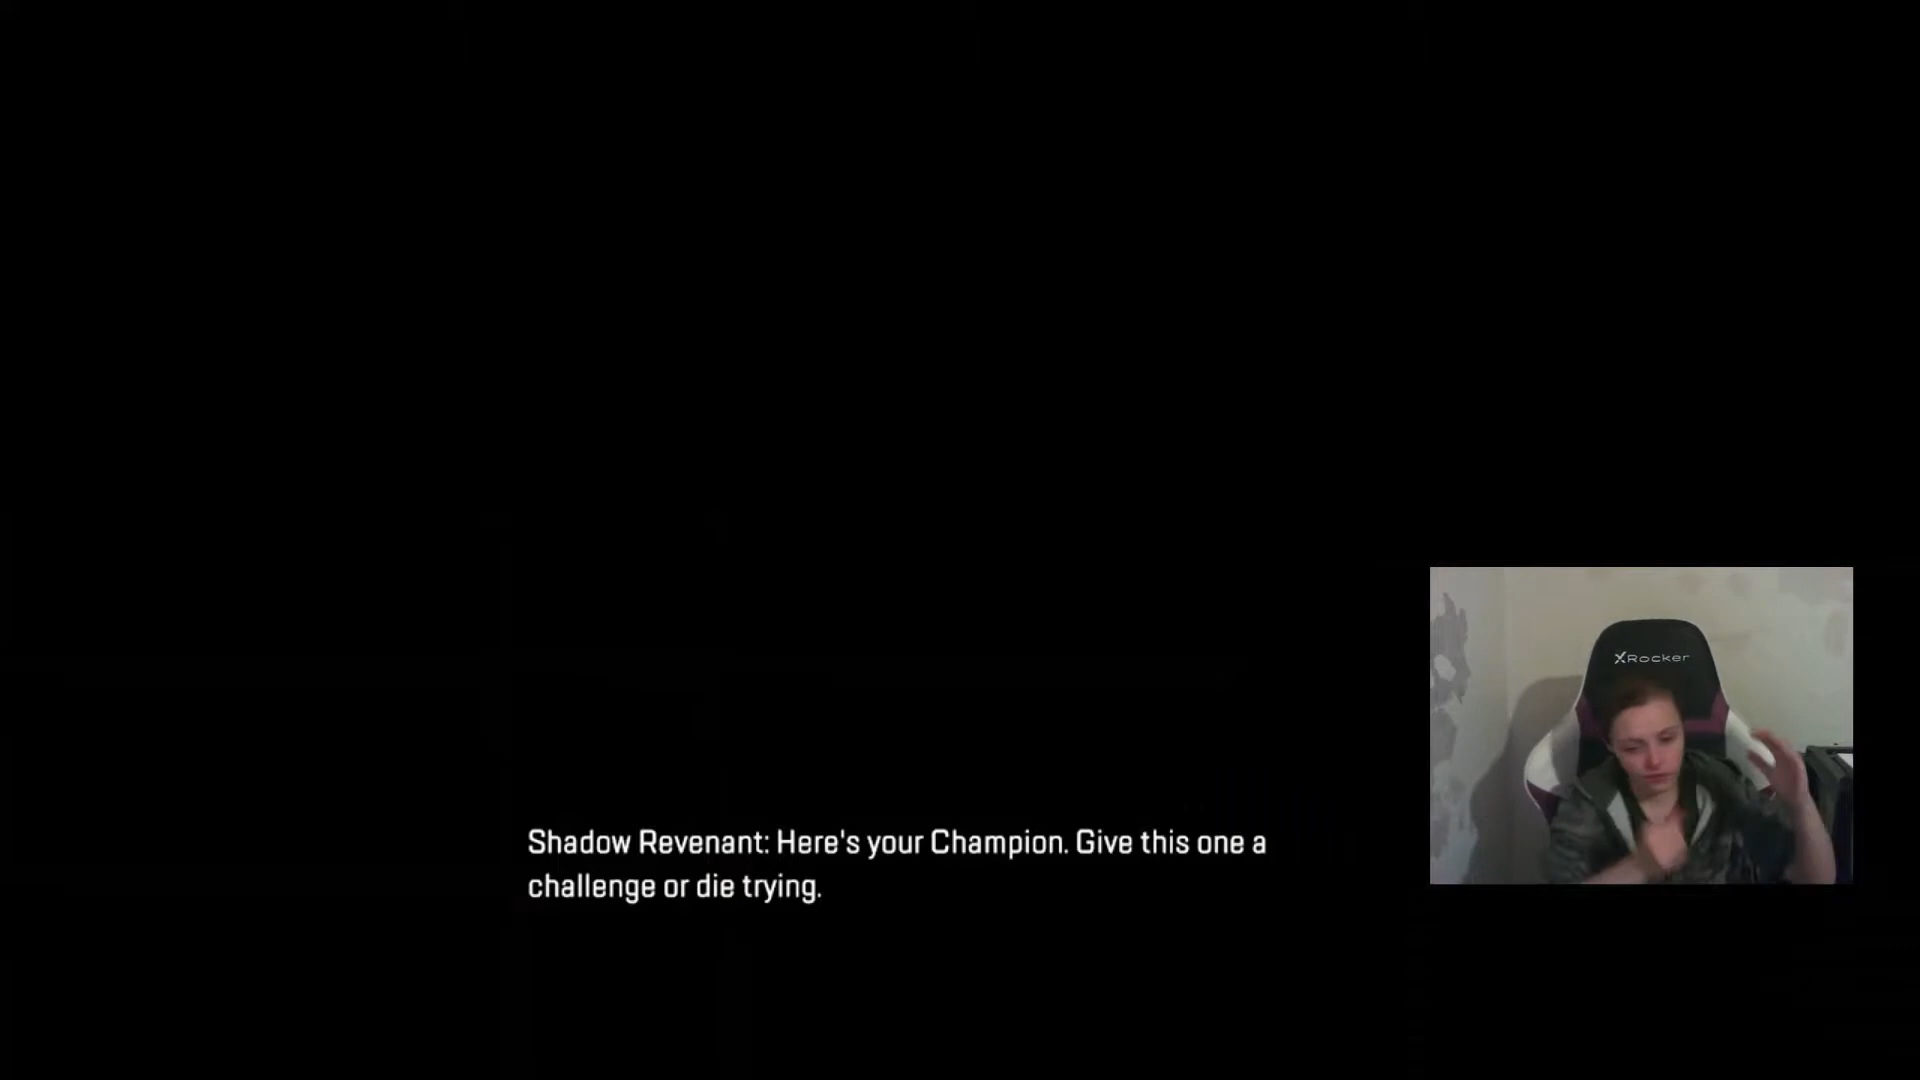 XRocker
Shadow Revenant: Here's your Champion. Give this one a
challenge or die trying.